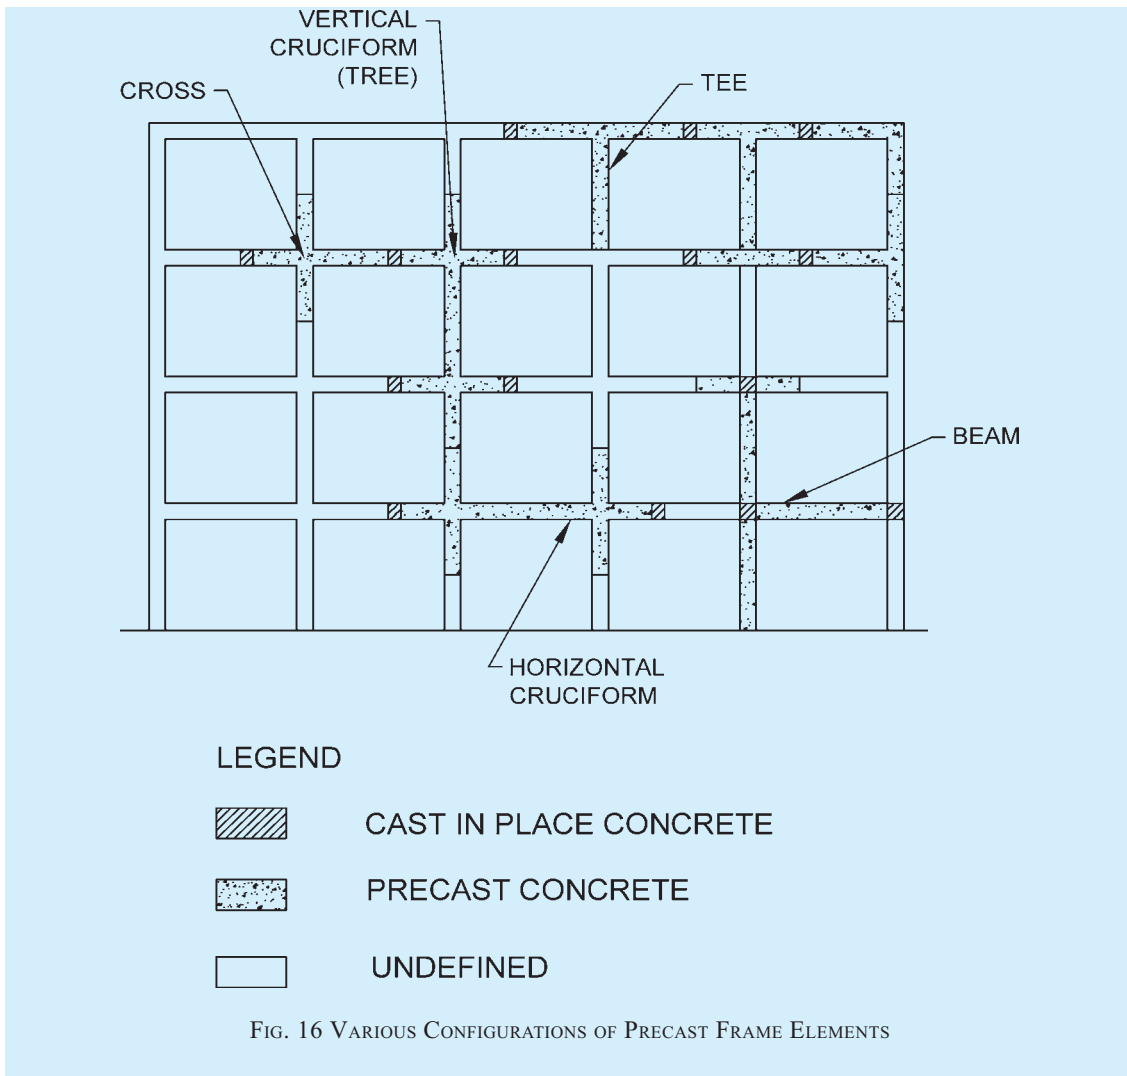 VERTICAL
CRUCIFORM
(TREE)
CROSS
TEE
BEAM
HORIZONTAL
CRUCIFORM
LEGEND
CAST IN PLACE CONCRETE
PRECAST CONCRETE
UNDEFINED
FIG. 16 VARIOUS CONFIGURATIONS OF PRECAST FRAME ELEMENTS